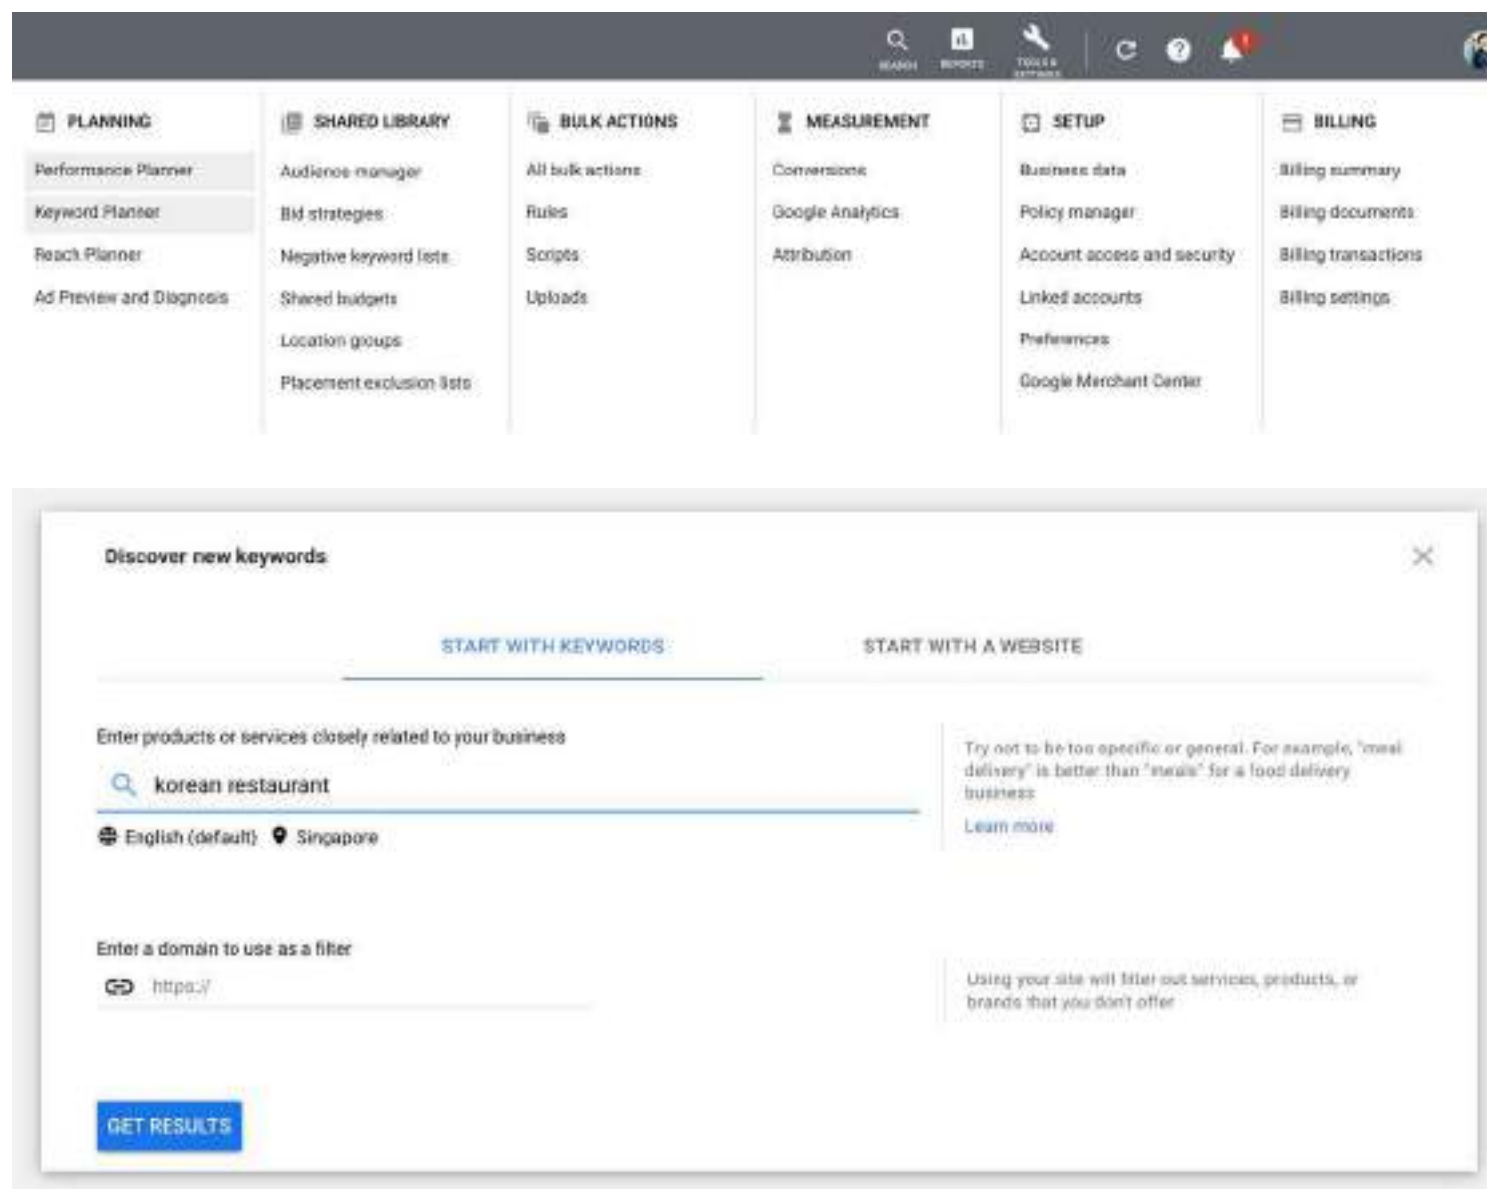 SEARCH
REPORTS
TOOLS &
SETTINGS
PLANNING
Performance Planner
Keyword Planner
Reach Planner
Ad Preview and Diagnosis
SHARED LIBRARY
Audience manager
Bid strategies
Negative keyword lists
Shared budgets
Location groups
Placement exclusion lists
BULK ACTIONS
All bulk actions
Rules
Scripts
Uploads
MEASUREMENT
Conversions
Google Analytics
Attribution
SETUP
Business data
Policy manager
Account access and security
Linked accounts
Preferences
Google Merchant Center
BILLING
Billing summary
Billing documents
Billing transactions
Billing settings
Discover new keywords
START WITH KEYWORDS
START WITH A WEBSITE
Enter products or services closely related to your business
korean restaurant
English (default) Singapore
Try not to be too specific or general. For example, "meal
delivery" is better than "meals" for a food delivery
business
Learn more
Enter a domain to use as a filter
https://
Using your site will filter out services, products, or
brands that you don't offer
GET RESULTS